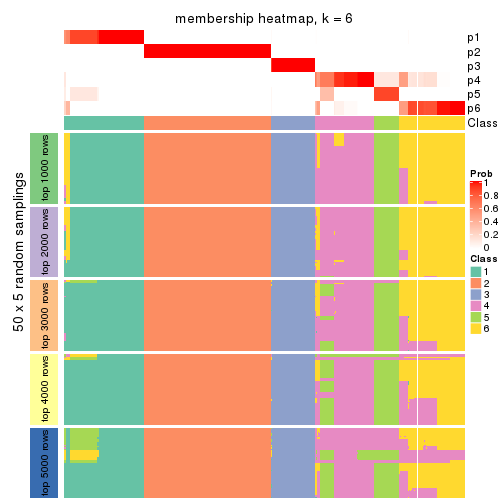 membership heatmap, k = 6
p1
p2
p3
p4
p5
p6
Class
50 x 5 random samplings
top 1000 rows
top 2000 rows
top 3000 rows
top 4000 rows
top 5000 rows
Prob
1
0.8
0.6
0.4
0.2
0
Class
1
2
3
4
5
6